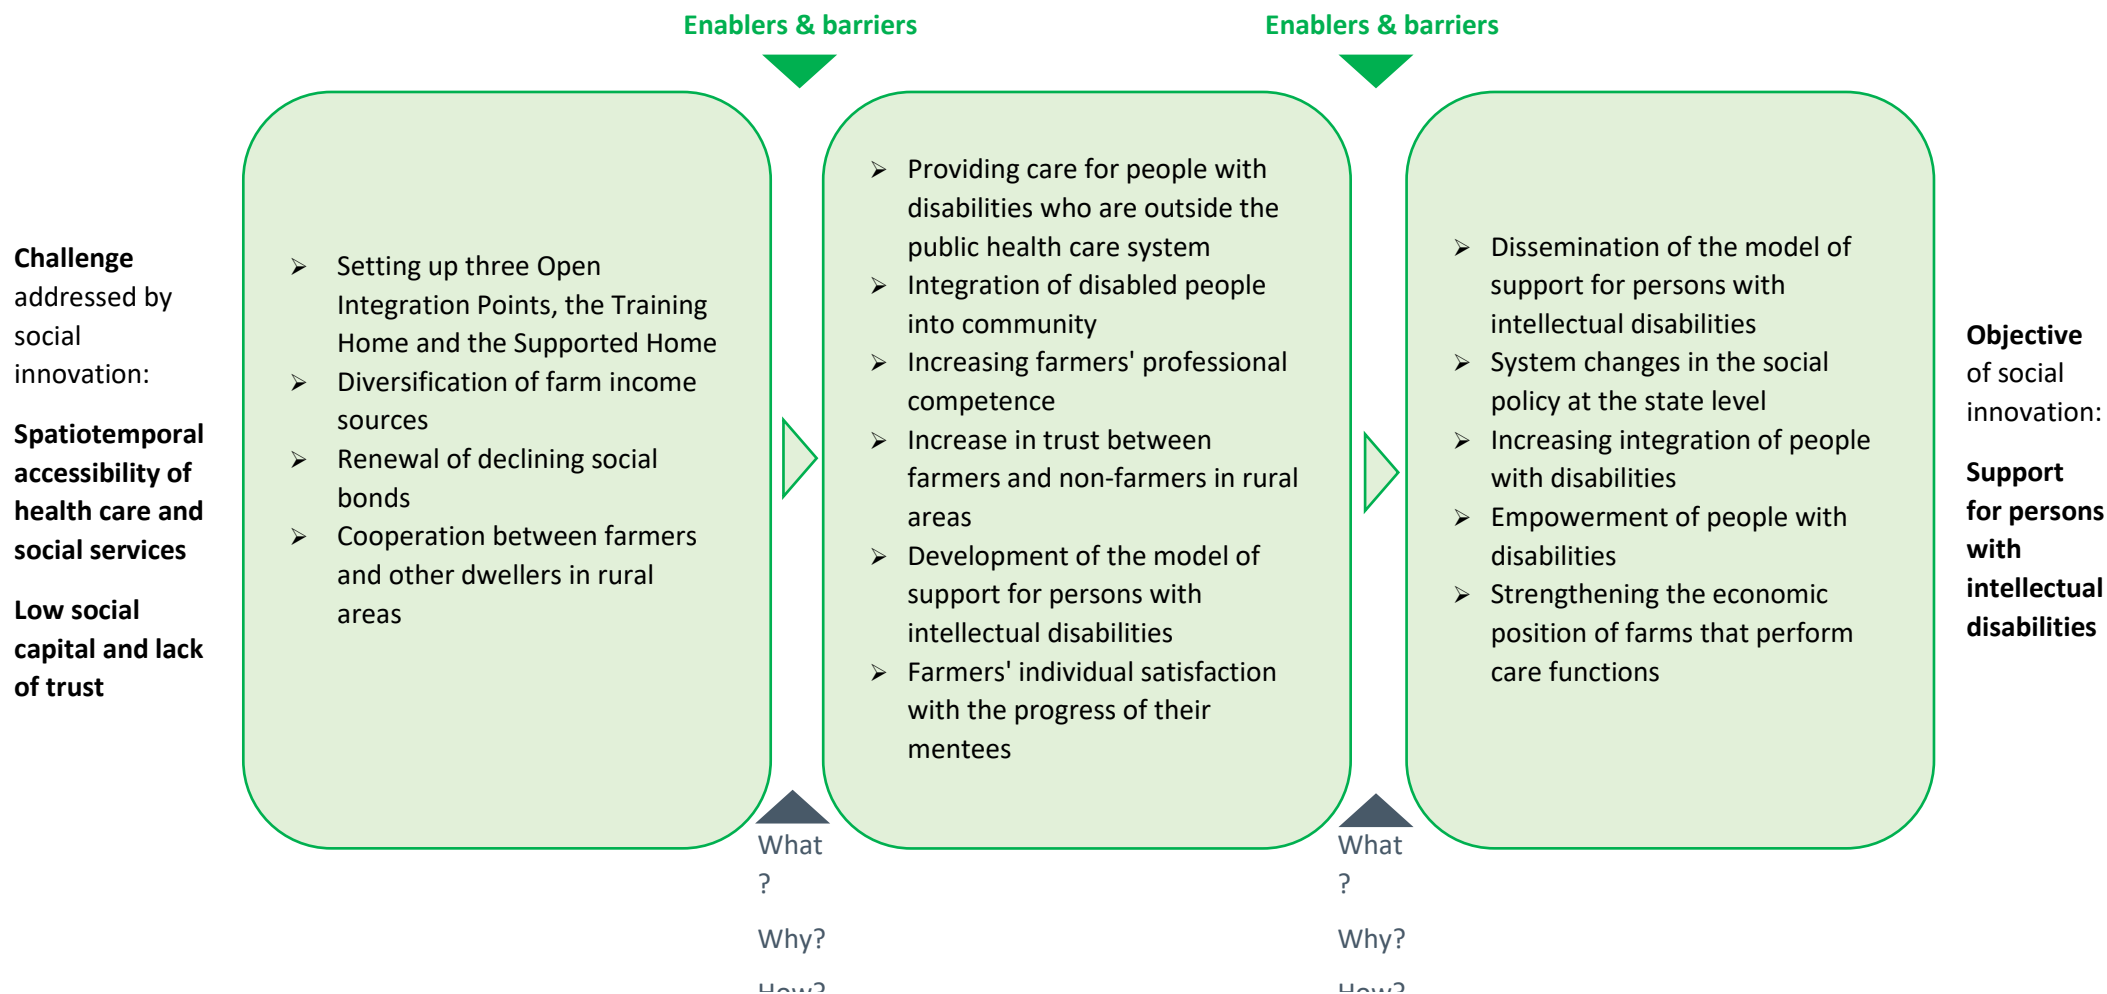 Enablers & barriers
Enablers & barriers
Challenge
addressed by
social
innovation:
Spatiotemporal
accessibility of
health care and
social services
Low social
capital and lack
of trust
➢ Setting up three Open
Integration Points, the Training
Home and the Supported Home
➢ Diversification of farm income
sources
➢ Renewal of declining social
bonds
➢ Cooperation between farmers
and other dwellers in rural
areas
➢ Providing care for people with
disabilities who are outside the
public health care system
➢ Integration of disabled people
into community
➢ Increasing farmers' professional
competence
➢ Increase in trust between
farmers and non-farmers in rural
areas
➢ Development of the model of
support for persons with
intellectual disabilities
➢ Farmers' individual satisfaction
with the progress of their
mentees
➢ Dissemination of the model of
support for persons with
intellectual disabilities
➢ System changes in the social
policy at the state level
➢ Increasing integration of people
with disabilities
➢ Empowerment of people with
disabilities
➢ Strengthening the economic
position of farms that perform
care functions
Objective
of social
innovation:
Support
for persons
with
intellectual
disabilities
What
?
Why?
How?
What
?
Why?
How?